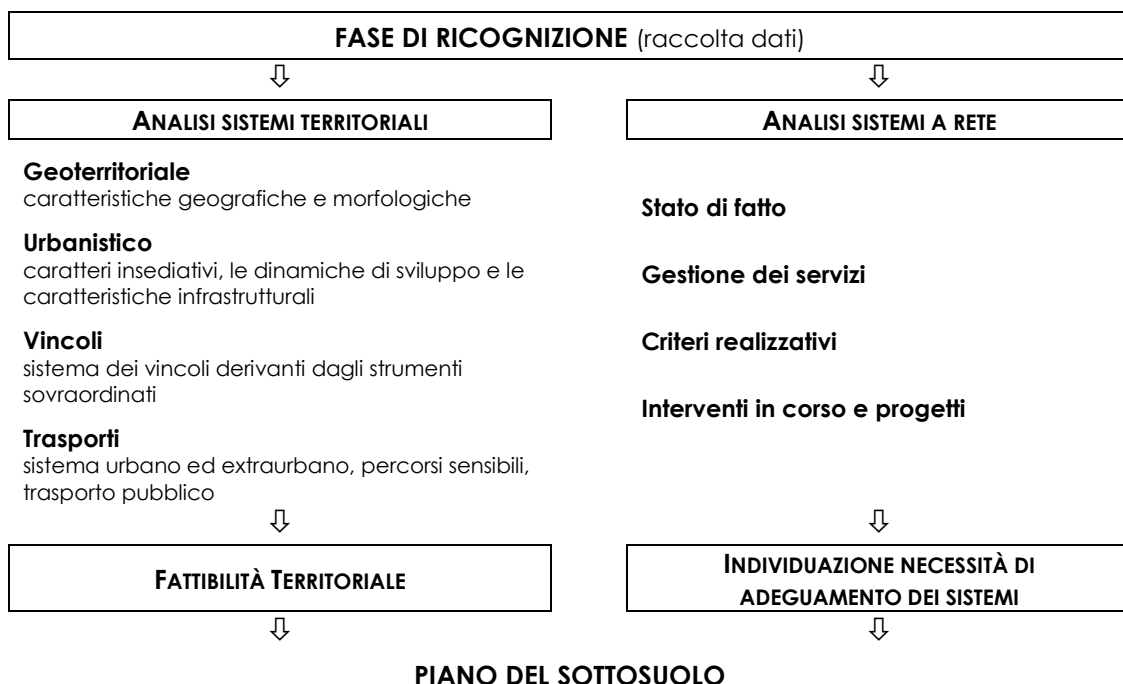 FASE DI RICOGNIZIONE (raccolta dati)
⇩ ⇩
ANALISI SISTEMI TERRITORIALI
Geoterritoriale
caratteristiche geografiche e morfologiche
Urbanistico
caratteri insediativi, le dinamiche di sviluppo e le
caratteristiche infrastrutturali
Vincoli
sistema dei vincoli derivanti dagli strumenti
sovraordinati
Trasporti
sistema urbano ed extraurbano, percorsi sensibili,
trasporto pubblico
⇩
FATTIBILITÀ TERRITORIALE
⇩
ANALISI SISTEMI A RETE
Stato di fatto
Gestione dei servizi
Criteri realizzativi
Interventi in corso e progetti
⇩
INDIVIDUAZIONE NECESSITÀ DI
ADEGUAMENTO DEI SISTEMI
⇩
PIANO DEL SOTTOSUOLO